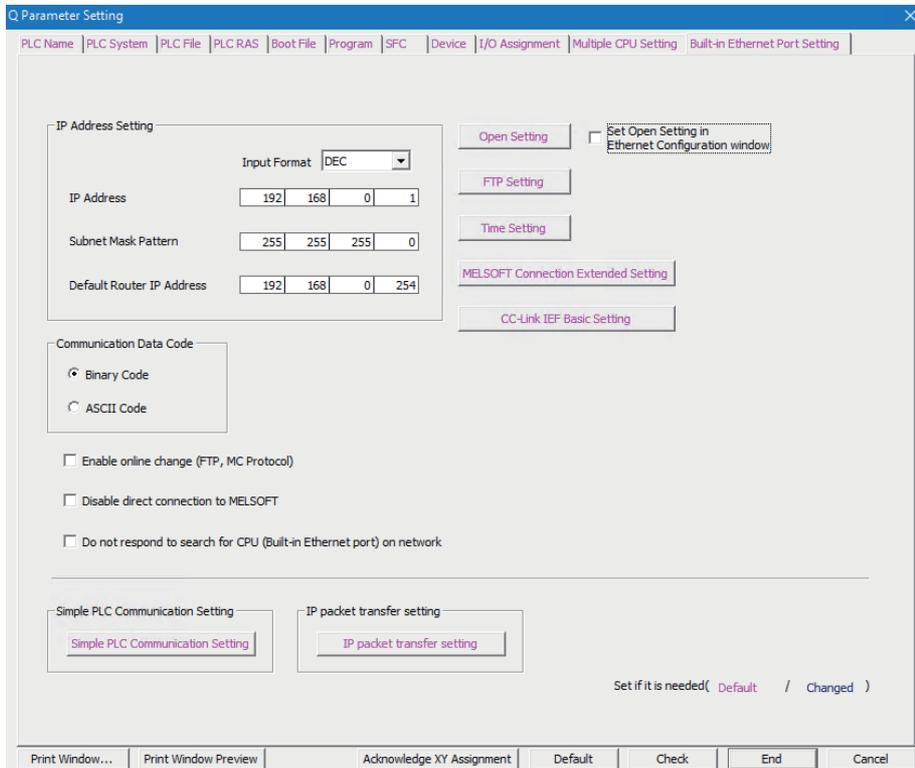 Q Parameter Setting
PLC Name PLC System PLC File PLC RAS Boot File Program SFC Device I/O Assignment Multiple CPU Setting Built-in Ethernet Port Setting
IP Address Setting
Input Format DEC
IP Address 192 168 0 1
Subnet Mask Pattern 255 255 255 0
Default Router IP Address 192 168 0 254
Open Setting
Set Open Setting in
Ethernet Configuration window
FTP Setting
Time Setting
MELSOFT Connection Extended Setting
CC-Link IEF Basic Setting
Communication Data Code
Binary Code
ASCII Code
Enable online change (FTP, MC Protocol)
Disable direct connection to MELSOFT
Do not respond to search for CPU (Built-in Ethernet port) on network
Simple PLC Communication Setting
Simple PLC Communication Setting
IP packet transfer setting
IP packet transfer setting
Set if it is needed( Default / Changed )
Print Window... Print Window Preview Acknowledge XY Assignment Default Check End Cancel